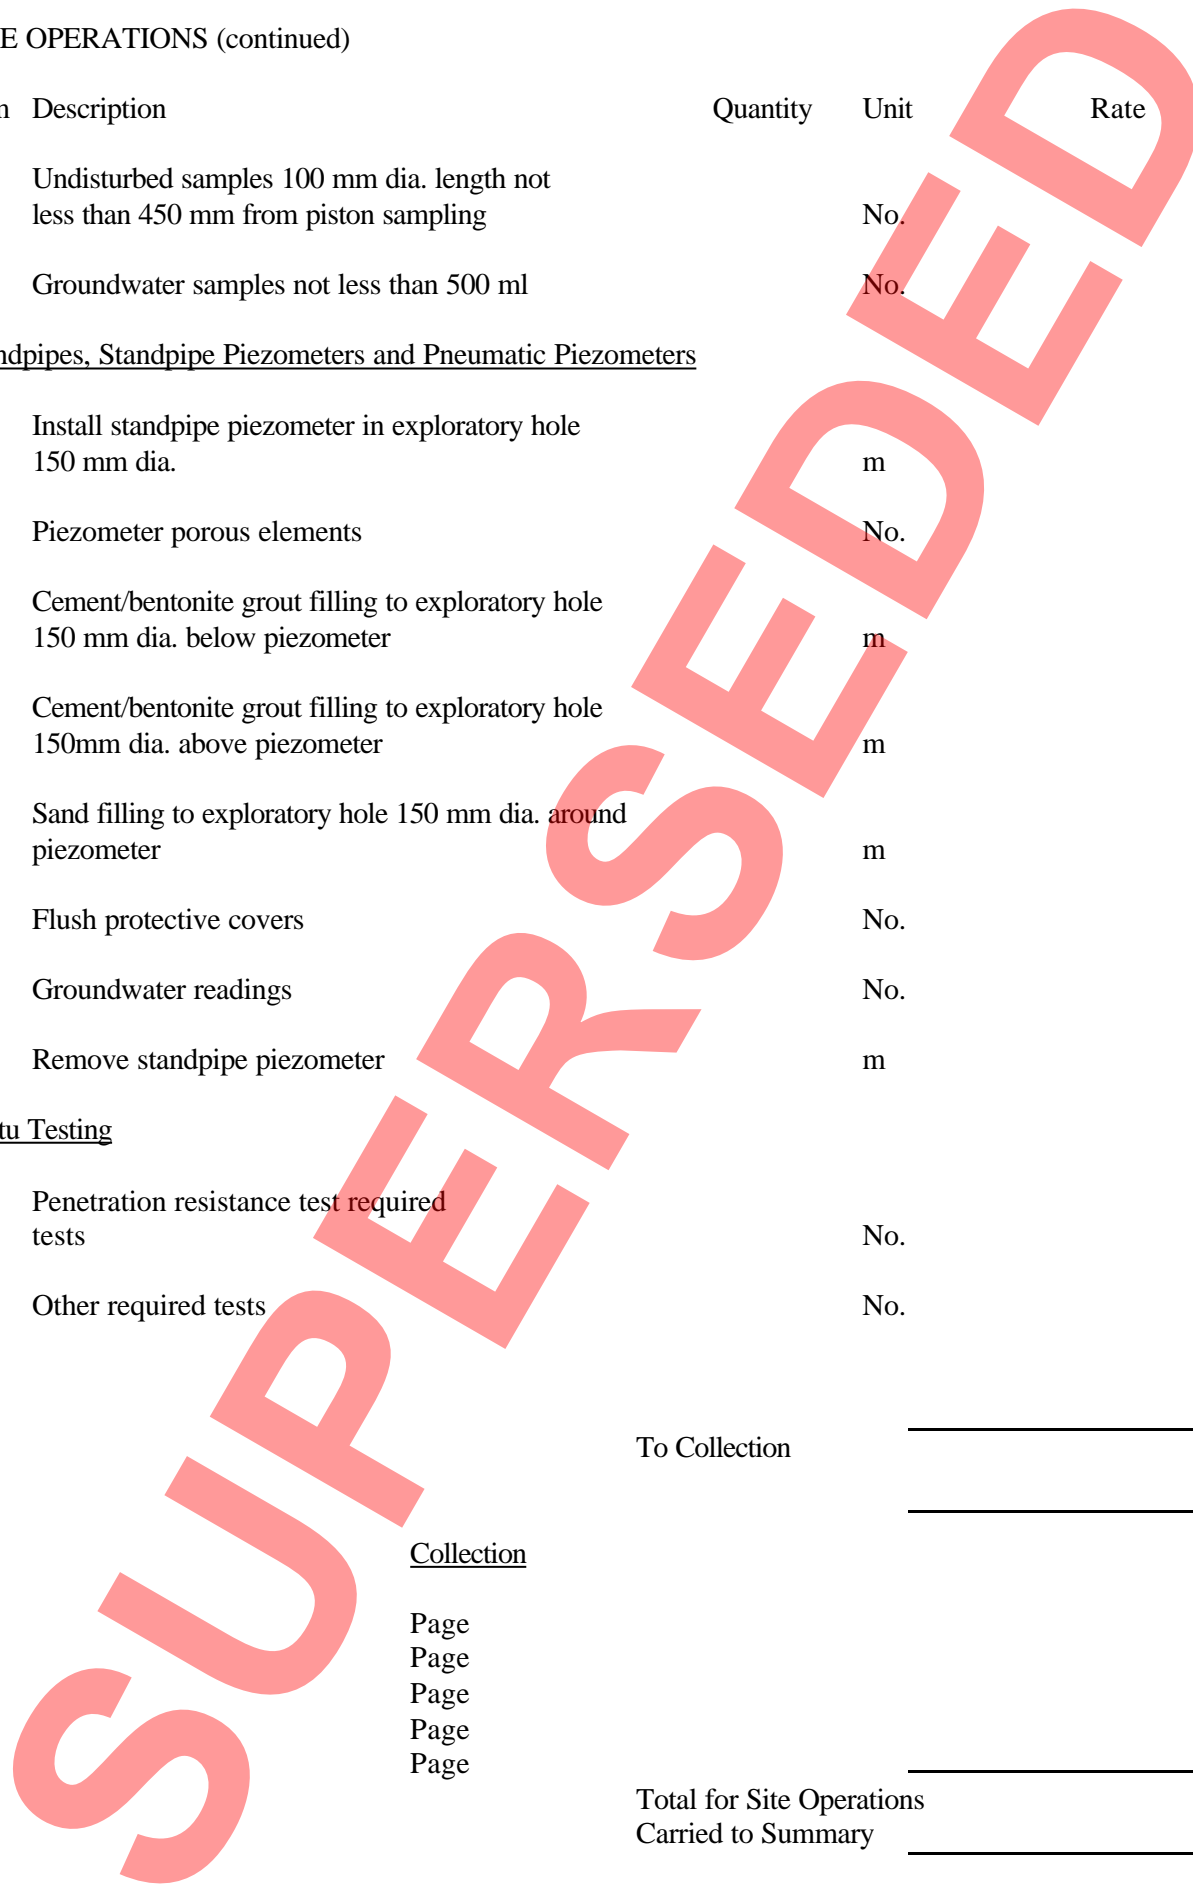 E OPERATIONS (continued)
n Description Quantity Unit Rate
Undisturbed samples 100 mm dia. length not
less than 450 mm from piston sampling No.
Groundwater samples not less than 500 ml No.
ndpipes, Standpipe Piezometers and Pneumatic Piezometers
Install standpipe piezometer in exploratory hole
150 mm dia. m
Piezometer porous elements No.
Cement/bentonite grout filling to exploratory hole
150 mm dia. below piezometer m
Cement/bentonite grout filling to exploratory hole
150mm dia. above piezometer m
Sand filling to exploratory hole 150 mm dia. around
piezometer m
Flush protective covers No.
Groundwater readings No.
Remove standpipe piezometer m
tu Testing
Penetration resistance test required
tests No.
Other required tests No.
To Collection
Collection
Page
Page
Page
Page
Page
Total for Site Operations
Carried to Summary
SUPERSEDED